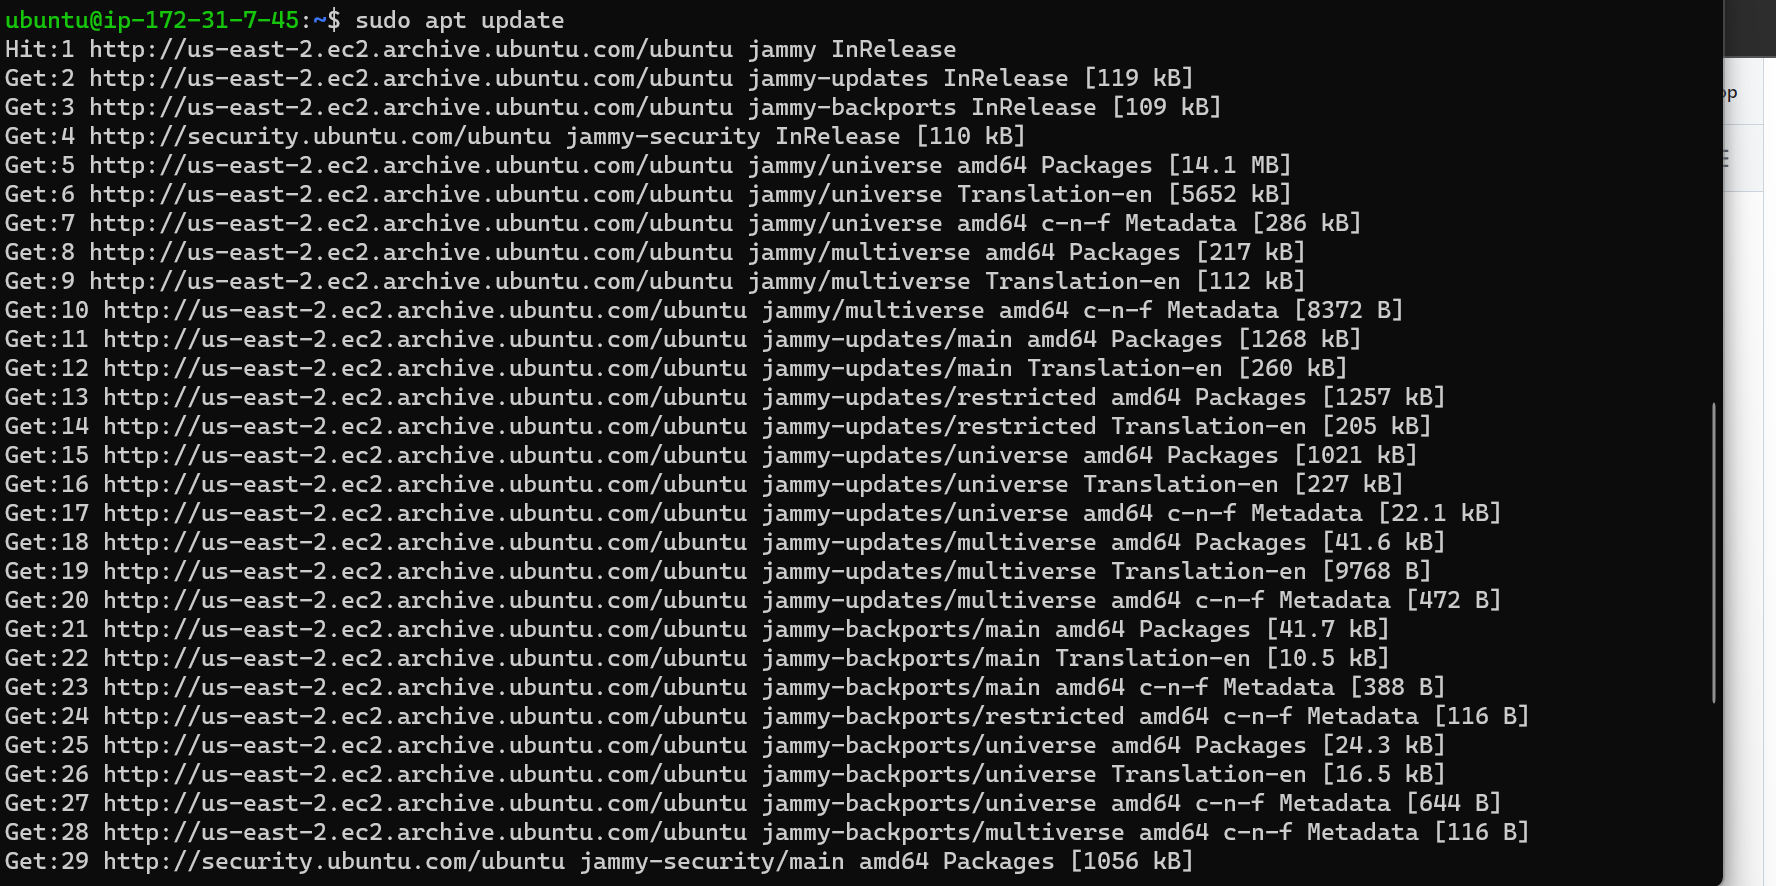 ubuntu@ip-172-31-7-45:~$ sudo apt update
Hit:1 http://us-east-2.ec2.archive.ubuntu.com/ubuntu jammy InRelease
Get:2 http://us-east-2.ec2.archive.ubuntu.com/ubuntu jammy-updates InRelease [119 kB]
Get:3 http://us-east-2.ec2.archive.ubuntu.com/ubuntu jammy-backports InRelease [109 kB]
Get:4 http://security.ubuntu.com/ubuntu jammy-security InRelease [110 kB]
Get:5 http://us-east-2.ec2.archive.ubuntu.com/ubuntu jammy/universe amd64 Packages [14.1 MB]
Get:6 http://us-east-2.ec2.archive.ubuntu.com/ubuntu jammy/universe Translation-en [5652 kB]
Get:7 http://us-east-2.ec2.archive.ubuntu.com/ubuntu jammy/universe amd64 c-n-f Metadata [286 kB]
Get:8 http://us-east-2.ec2.archive.ubuntu.com/ubuntu jammy/multiverse amd64 Packages [217 kB]
Get:9 http://us-east-2.ec2.archive.ubuntu.com/ubuntu jammy/multiverse Translation-en [112 kB]
Get:10 http://us-east-2.ec2.archive.ubuntu.com/ubuntu jammy/multiverse amd64 c-n-f Metadata [8372 B]
Get:11 http://us-east-2.ec2.archive.ubuntu.com/ubuntu jammy-updates/main amd64 Packages [1268 kB]
Get:12 http://us-east-2.ec2.archive.ubuntu.com/ubuntu jammy-updates/main Translation-en [260 kB]
Get:13 http://us-east-2.ec2.archive.ubuntu.com/ubuntu jammy-updates/restricted amd64 Packages [1257 kB]
Get:14 http://us-east-2.ec2.archive.ubuntu.com/ubuntu jammy-updates/restricted Translation-en [205 kB]
Get:15 http://us-east-2.ec2.archive.ubuntu.com/ubuntu jammy-updates/universe amd64 Packages [1021 kB]
Get:16 http://us-east-2.ec2.archive.ubuntu.com/ubuntu jammy-updates/universe Translation-en [227 kB]
Get:17 http://us-east-2.ec2.archive.ubuntu.com/ubuntu jammy-updates/universe amd64 c-n-f Metadata [22.1 kB]
Get:18 http://us-east-2.ec2.archive.ubuntu.com/ubuntu jammy-updates/multiverse amd64 Packages [41.6 kB]
Get:19 http://us-east-2.ec2.archive.ubuntu.com/ubuntu jammy-updates/multiverse Translation-en [9768 B]
Get:20 http://us-east-2.ec2.archive.ubuntu.com/ubuntu jammy-updates/multiverse amd64 c-n-f Metadata [472 B]
Get:21 http://us-east-2.ec2.archive.ubuntu.com/ubuntu jammy-backports/main amd64 Packages [41.7 kB]
Get:22 http://us-east-2.ec2.archive.ubuntu.com/ubuntu jammy-backports/main Translation-en [10.5 kB]
Get:23 http://us-east-2.ec2.archive.ubuntu.com/ubuntu jammy-backports/main amd64 c-n-f Metadata [388 B]
Get:24 http://us-east-2.ec2.archive.ubuntu.com/ubuntu jammy-backports/restricted amd64 c-n-f Metadata [116 B]
Get:25 http://us-east-2.ec2.archive.ubuntu.com/ubuntu jammy-backports/universe amd64 Packages [24.3 kB]
Get:26 http://us-east-2.ec2.archive.ubuntu.com/ubuntu jammy-backports/universe Translation-en [16.5 kB]
Get:27 http://us-east-2.ec2.archive.ubuntu.com/ubuntu jammy-backports/universe amd64 c-n-f Metadata [644 B]
Get:28 http://us-east-2.ec2.archive.ubuntu.com/ubuntu jammy-backports/multiverse amd64 c-n-f Metadata [116 B]
Get:29 http://security.ubuntu.com/ubuntu jammy-security/main amd64 Packages [1056 kB]